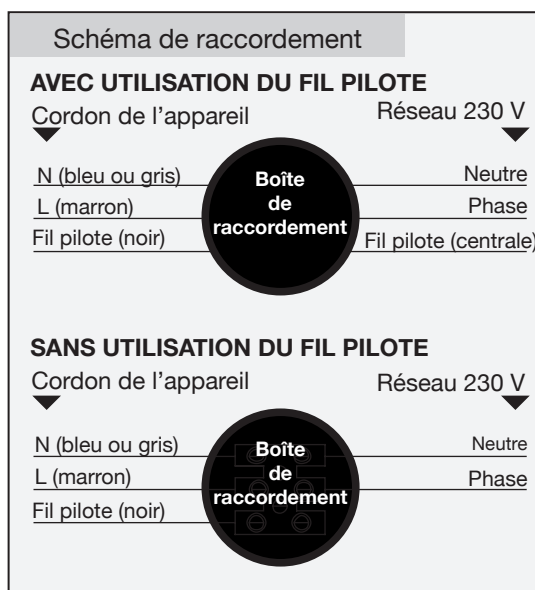 Schéma de raccordement
AVEC UTILISATION DU FIL PILOTE
Cordon de l'appareil
Réseau 230 V
N (bleu ou gris)
Boîte
de
raccordement
Neutre
L (marron)
Phase
Fil pilote (noir)
Fil pilote (centrale)
SANS UTILISATION DU FIL PILOTE
Cordon de l'appareil
Réseau 230 V
N (bleu ou gris)
Boîte
de
raccordement
Neutre
L (marron)
Phase
Fil pilote (noir)